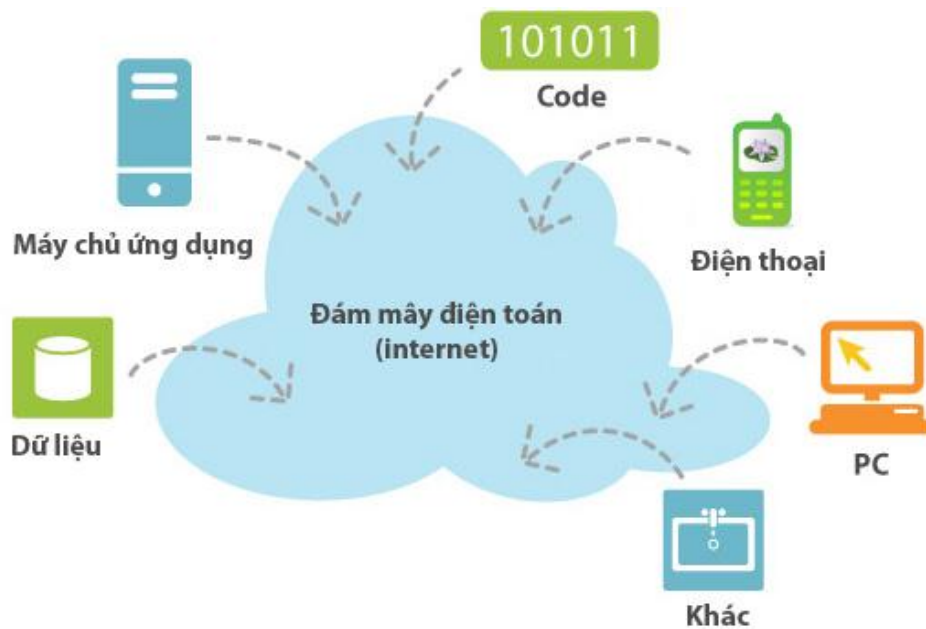 101011
Code
Máy chủ ứng dụng
Điện thoại
Đám mây điện toán
(internet)
Dữ liệu
PC
Khác